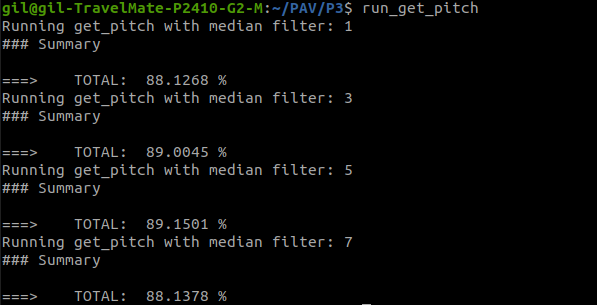 gil@gil-TravelMate-P2410-G2-M:~/PAV/P3$ run_get_pitch
Running get_pitch with median filter: 1
### Summary
===>    TOTAL:  88.1268 %
Running get_pitch with median filter: 3
### Summary
===>    TOTAL:  89.0045 %
Running get_pitch with median filter: 5
### Summary
===>    TOTAL:  89.1501 %
Running get_pitch with median filter: 7
### Summary
===>    TOTAL:  88.1378 %